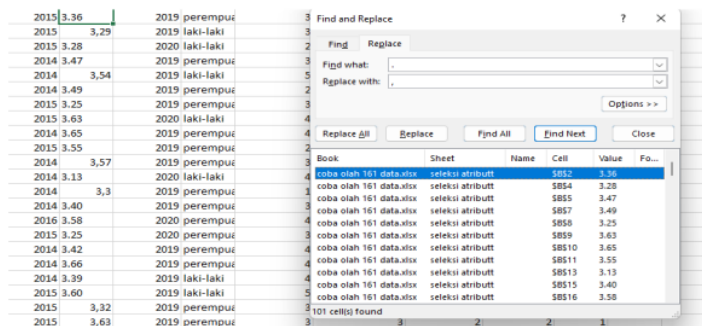 2015 3.36 2019 perempua 3
2015 3,29 2019 laki-laki 3
2015 3.28 2020 laki-laki 2
2014 3.47 2019 perempua 3
2014 3,54 2019 laki-laki 5
2014 3.49 2019 perempua 2
2015 3.25 2019 perempua 3
2015 3.63 2020 laki-laki 4
2014 3.65 2019 perempua 4
2015 3.55 2019 perempua 2
2014 3,57 2019 perempua 3
2014 3.13 2020 laki-laki 4
2014 3,3 2019 perempua 1
2014 3.40 2019 perempua 3
2016 3.58 2020 perempua 4
2015 3.25 2020 perempua 3
2014 3.42 2019 perempua 4
2014 3.66 2019 perempua 4
2014 3.39 2019 laki-laki 4
2015 3.60 2019 laki-laki 5
2015 3,32 2019 perempua 3
2015 3,63 2019 perempua 3 3 2 2 1
Find and Replace ? ×
Find Replace
Find what: .
Replace with: ,
Options >>
Replace All Replace Find All Find Next Close
Book Sheet Name Cell Value Fo...
coba olah 161 data.xlsx seleksi atributt $B$2 3.36
coba olah 161 data.xlsx seleksi atributt $B$4 3.28
coba olah 161 data.xlsx seleksi atributt $B$5 3.47
coba olah 161 data.xlsx seleksi atributt $B$7 3.49
coba olah 161 data.xlsx seleksi atributt $B$8 3.25
coba olah 161 data.xlsx seleksi atributt $B$9 3.63
coba olah 161 data.xlsx seleksi atributt $B$10 3.65
coba olah 161 data.xlsx seleksi atributt $B$11 3.55
coba olah 161 data.xlsx seleksi atributt $B$13 3.13
coba olah 161 data.xlsx seleksi atributt $B$15 3.40
coba olah 161 data.xlsx seleksi atributt $B$16 3.58
101 cell(s) found